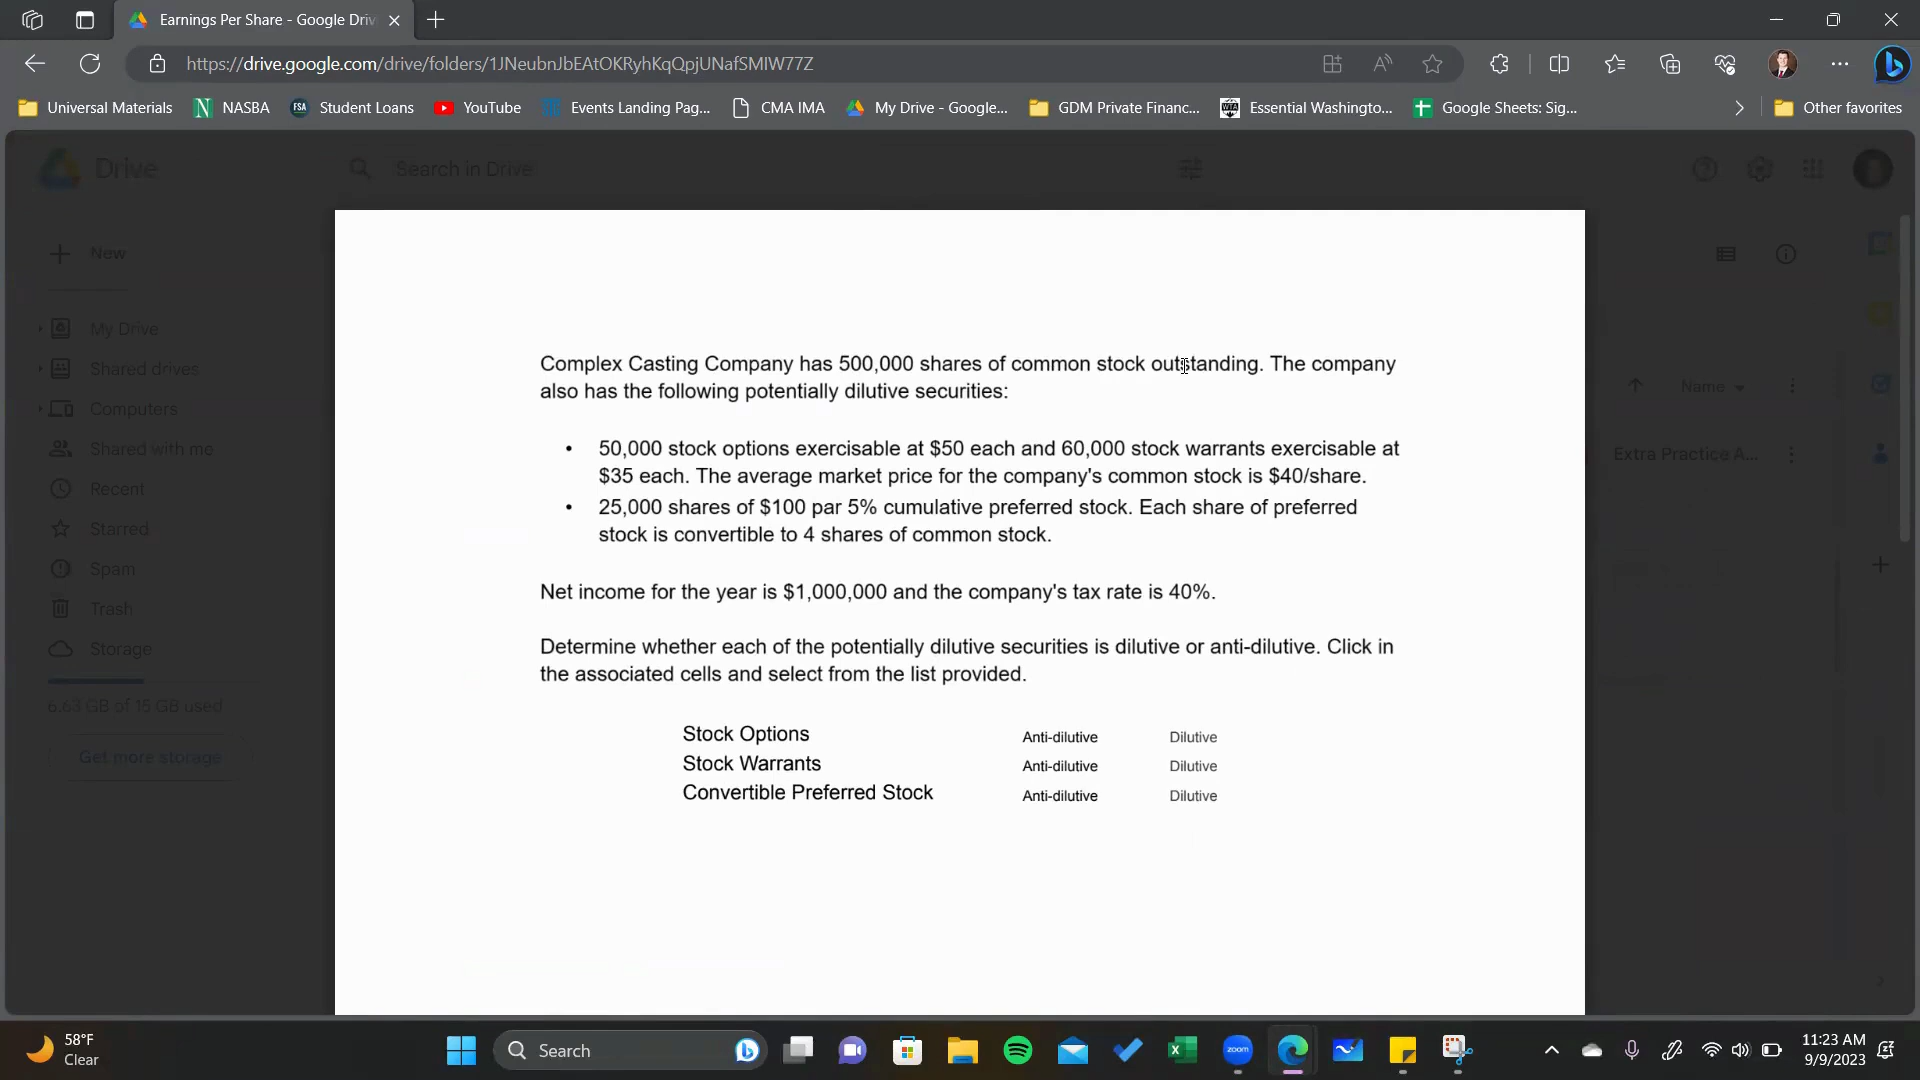 Earnings Per Share - Google Driv
https://drive.google.com/drive/folders/1JNeubnJbEAtOKRyhKqQpjUNafSMIW77Z
Universal Materials NASBA Student Loans YouTube Events Landing Pag... CMA IMA My Drive - Google... GDM Private Financ... Essential Washingto... Google Sheets: Sig... Other favorites
Drive Search in Drive
New
My Drive
Shared drives
Computers
Shared with me
Recent
Starred
Spam
Trash
Storage
6.63 GB of 15 GB used
Get more storage
Name
Extra Practice A...
Complex Casting Company has 500,000 shares of common stock outstanding. The company
also has the following potentially dilutive securities:
• 50,000 stock options exercisable at $50 each and 60,000 stock warrants exercisable at
$35 each. The average market price for the company's common stock is $40/share.
• 25,000 shares of $100 par 5% cumulative preferred stock. Each share of preferred
stock is convertible to 4 shares of common stock.
Net income for the year is $1,000,000 and the company's tax rate is 40%.
Determine whether each of the potentially dilutive securities is dilutive or anti-dilutive. Click in
the associated cells and select from the list provided.
Stock Options Anti-dilutive Dilutive
Stock Warrants Anti-dilutive Dilutive
Convertible Preferred Stock Anti-dilutive Dilutive
58°F
Clear
Search
zoom
11:23 AM
9/9/2023